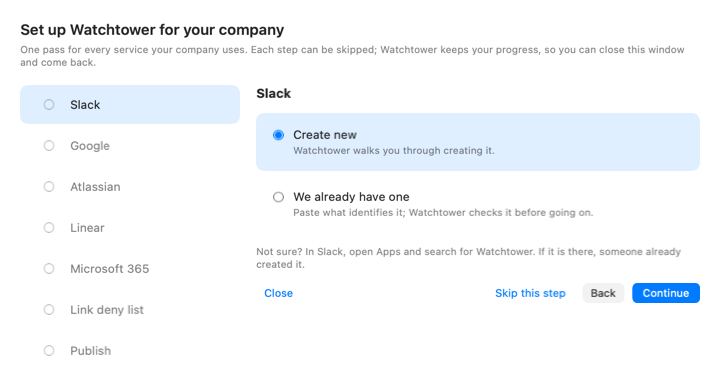 Set up Watchtower for your company
One pass for every service your company uses. Each step can be skipped; Watchtower keeps your progress, so you can close this window
and come back.
Slack
Google
Atlassian
Linear
Microsoft 365
Link deny list
Publish
Slack
Create new
Watchtower walks you through creating it.
We already have one
Paste what identifies it; Watchtower checks it before going on.
Not sure? In Slack, open Apps and search for Watchtower. If it is there, someone already
created it.
Close
Skip this step
Back
Continue